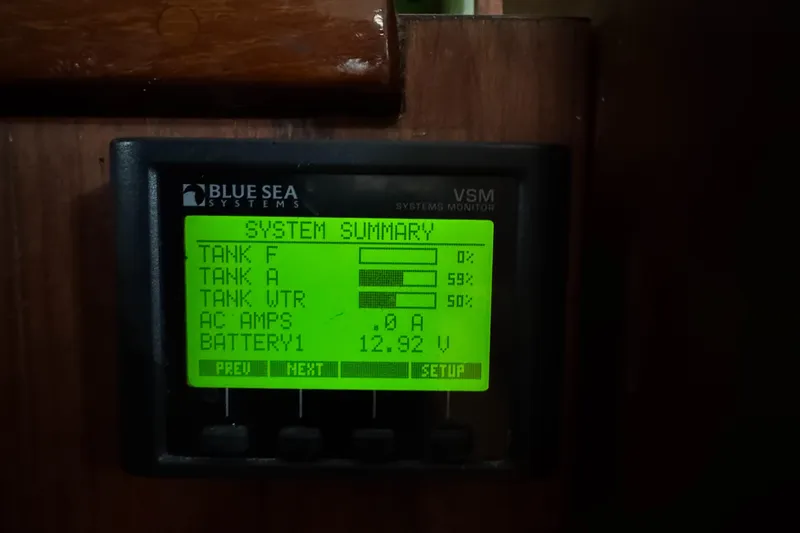 BLUE SEA
SYSTEMS
VSM
SYSTEMS MONITOR
SYSTEM SUMMARY
TANK F 0%
TANK A 59%
TANK WTR 50%
AC AMPS .0 A
BATTERY1 12.92 V
PREV NEXT SETUP